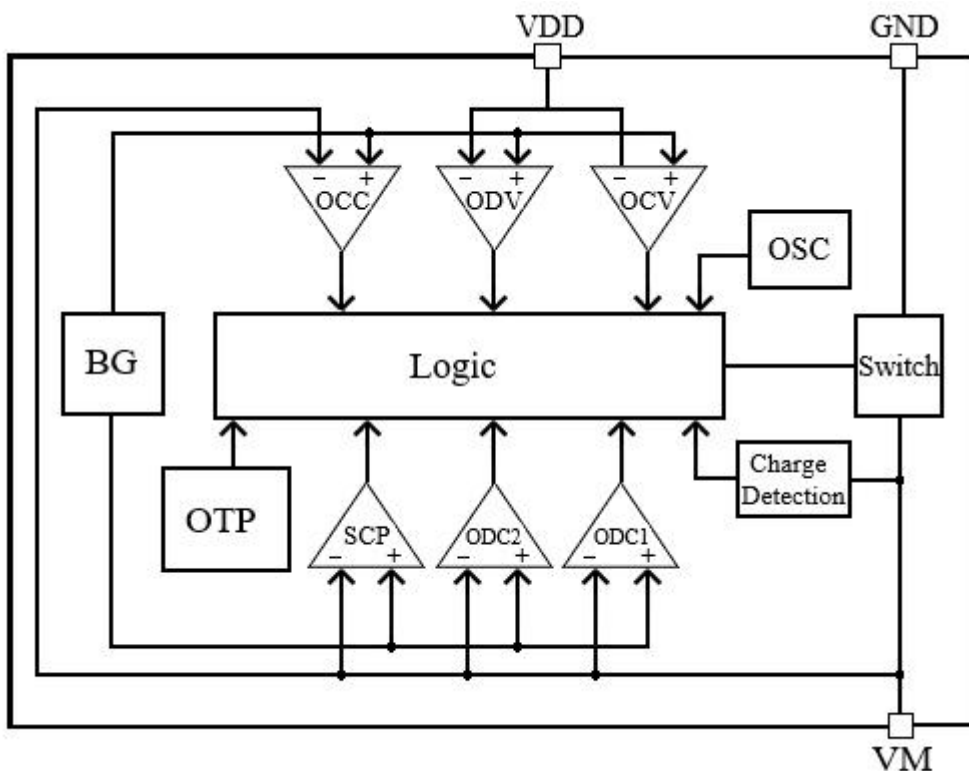 VDD
GND
− +
− +
− +
OCC
ODV
OCV
OSC
BG
Logic
Switch
OTP
Charge
Detection
SCP
ODC2
ODC1
− +
− +
− +
VM